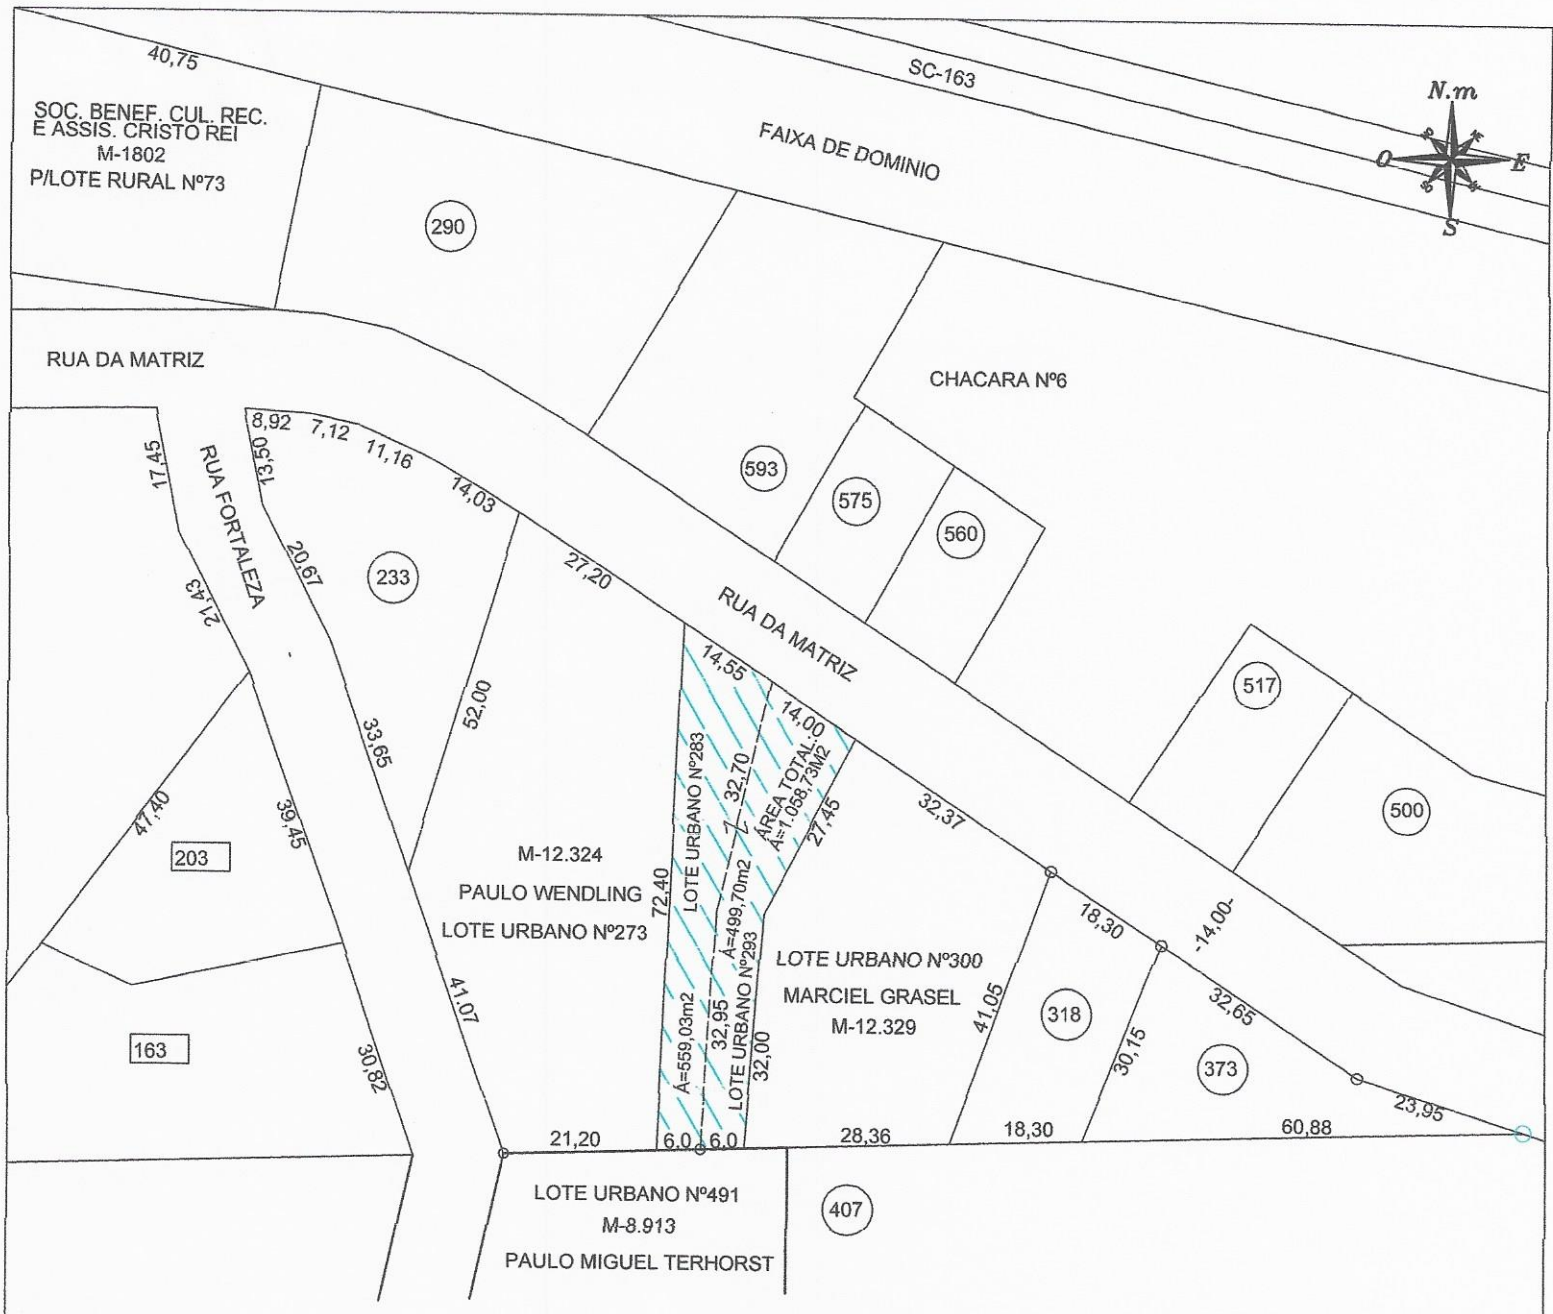 40,75
SC-163
N.m
O
E
S
SOC. BENEF. CUL. REC.
E ASSIS. CRISTO REI
M-1802
P/LOTE RURAL Nº73
FAIXA DE DOMINIO
290
RUA DA MATRIZ
CHACARA Nº6
8,92
7,12
11,16
14,03
17,45
13,50
RUA FORTALEZA
593
575
560
21,43
20,67
233
27,20
RUA DA MATRIZ
14,55
14,00
517
500
52,00
33,65
47,40
39,45
203
LOTE URBANO Nº283
32,70
ÁREA TOTAL:
Á=1.058,73M2
27,45
32,37
M-12.324
PAULO WENDLING
LOTE URBANO Nº273
72,40
Á=499,70m2
18,30
-14,00-
LOTE URBANO Nº300
MARCIEL GRASEL
M-12.329
41.07
Á=559,03m2
32,95
LOTE URBANO Nº293
32,00
41,05
318
32,65
163
30,82
30,15
373
23,95
21,20
6.0
6.0
28,36
18,30
60,88
LOTE URBANO Nº491
M-8.913
PAULO MIGUEL TERHORST
407